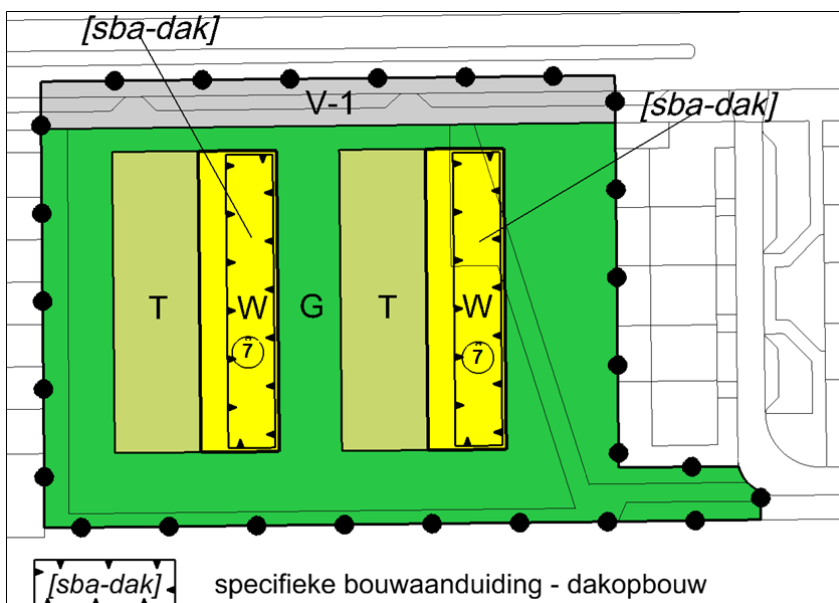 [sba-dak]
V-1
[sba-dak]
T W G T W
7 7
[sba-dak] specifieke bouwaanduiding - dakopbouw